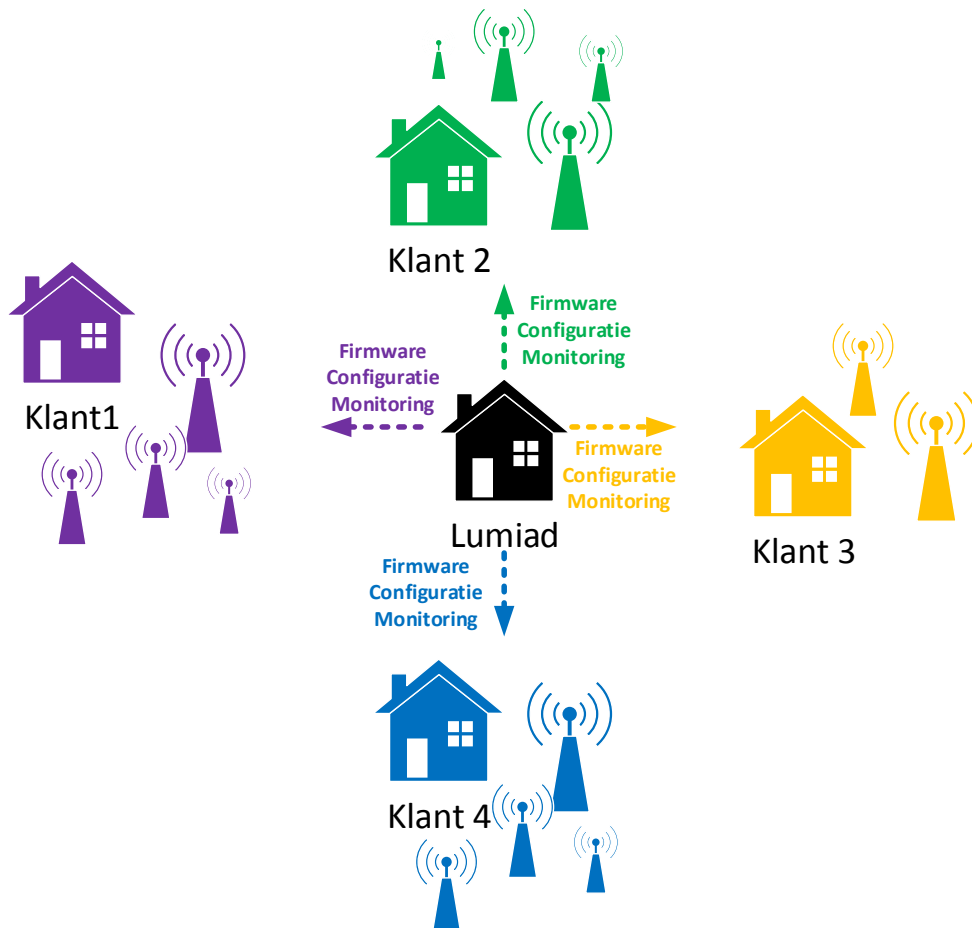 Klant 2
Firmware
Configuratie
Monitoring
Firmware
Configuratie
Monitoring
Klant1
Firmware
Configuratie
Monitoring
Lumiad
Klant 3
Firmware
Configuratie
Monitoring
Klant 4